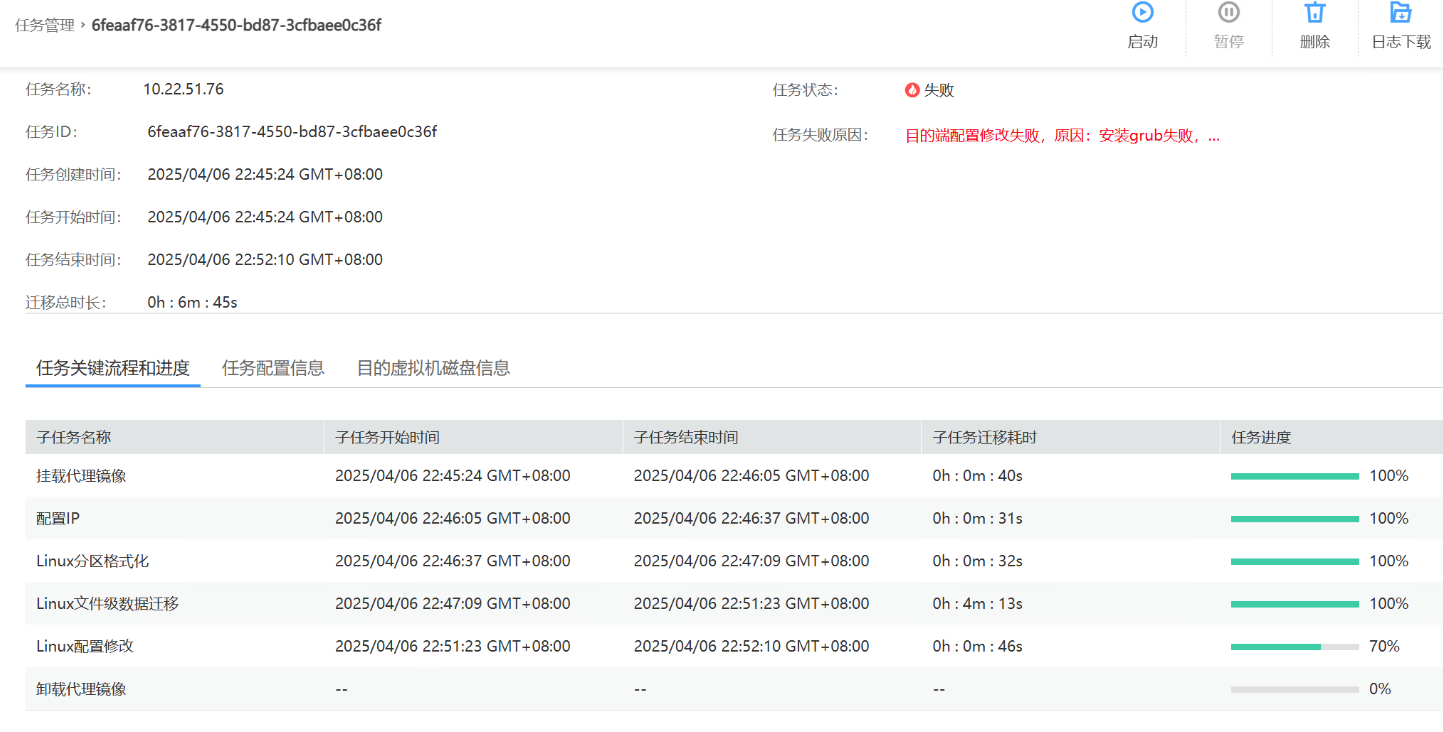 任务管理 › 6feaaf76-3817-4550-bd87-3cfbaee0c36f
启动 暂停 删除 日志下载
任务名称： 10.22.51.76 任务状态： 失败
任务ID： 6feaaf76-3817-4550-bd87-3cfbaee0c36f 任务失败原因： 目的端配置修改失败，原因：安装grub失败，...
任务创建时间： 2025/04/06 22:45:24 GMT+08:00
任务开始时间： 2025/04/06 22:45:24 GMT+08:00
任务结束时间： 2025/04/06 22:52:10 GMT+08:00
迁移总时长： 0h : 6m : 45s
任务关键流程和进度 任务配置信息 目的虚拟机磁盘信息
子任务名称 子任务开始时间 子任务结束时间 子任务迁移耗时 任务进度
挂载代理镜像 2025/04/06 22:45:24 GMT+08:00 2025/04/06 22:46:05 GMT+08:00 0h : 0m : 40s 100%
配置IP 2025/04/06 22:46:05 GMT+08:00 2025/04/06 22:46:37 GMT+08:00 0h : 0m : 31s 100%
Linux分区格式化 2025/04/06 22:46:37 GMT+08:00 2025/04/06 22:47:09 GMT+08:00 0h : 0m : 32s 100%
Linux文件级数据迁移 2025/04/06 22:47:09 GMT+08:00 2025/04/06 22:51:23 GMT+08:00 0h : 4m : 13s 100%
Linux配置修改 2025/04/06 22:51:23 GMT+08:00 2025/04/06 22:52:10 GMT+08:00 0h : 0m : 46s 70%
卸载代理镜像 -- -- -- 0%